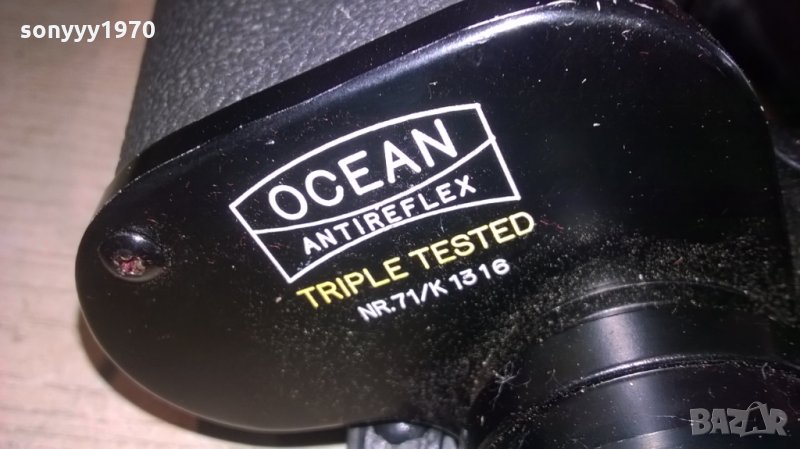 sonyyy1970
OCEAN
ANTIREFLEX
TRIPLE TESTED
NR.71/K 1316
BAZAR